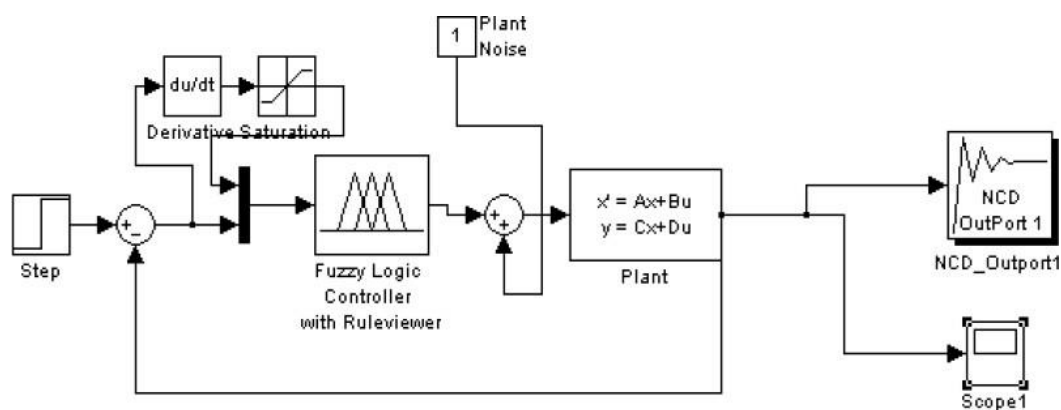 1
Plant
Noise
du/dt
Derivative Saturation
Step
+
−
Fuzzy Logic
Controller
with Ruleviewer
+
+
x' = Ax+Bu
y = Cx+Du
Plant
NCD
OutPort 1
NCD_Outport1
Scope1